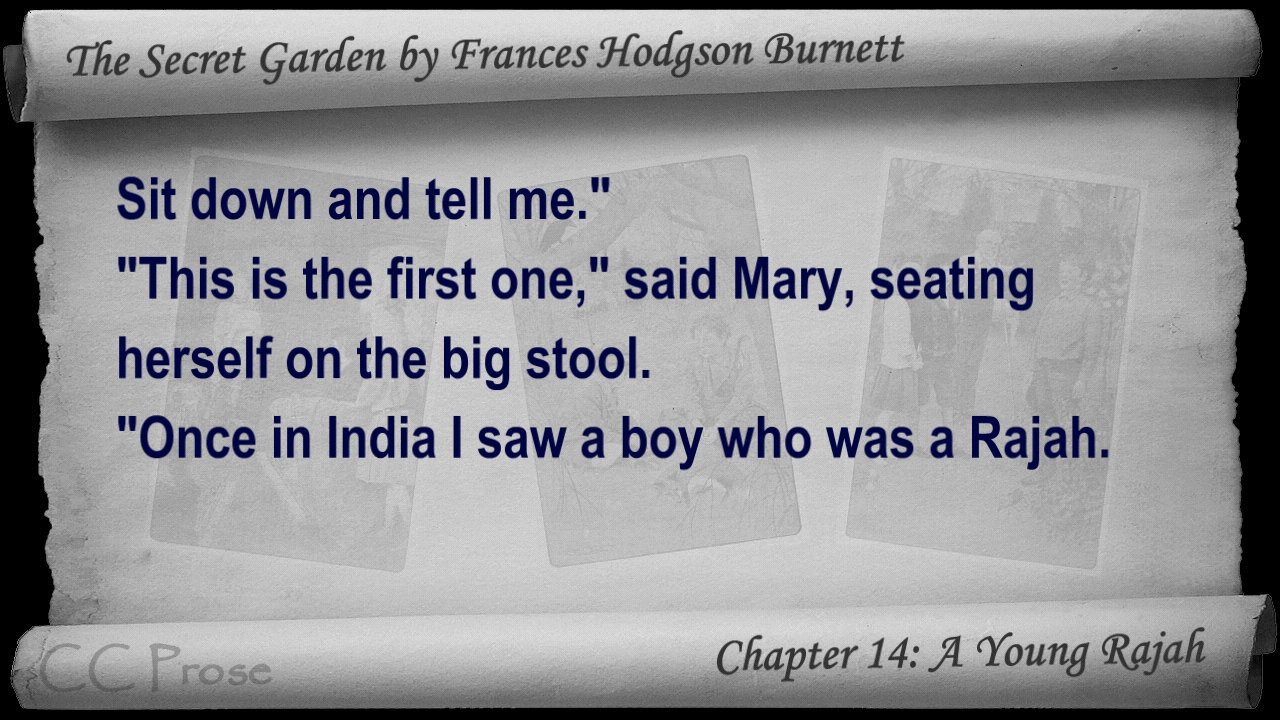 The Secret Garden by Frances Hodgson Burnett
Sit down and tell me."
"This is the first one," said Mary, seating
herself on the big stool.
"Once in India I saw a boy who was a Rajah.
CC Prose
Chapter 14: A Young Rajah